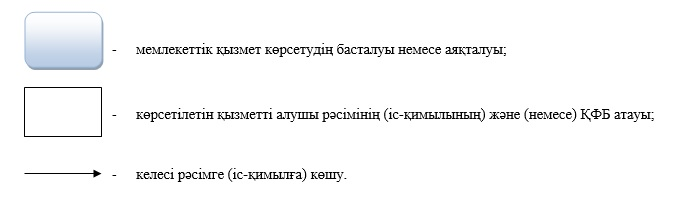 - мемлекеттік қызмет көрсетудің басталуы немесе аяқталуы;
- көрсетілетін қызметті алушы рәсімінің (іс-қимылының) және (немесе) ҚФБ атауы;
- келесі рәсімге (іс-қимылға) көшу.